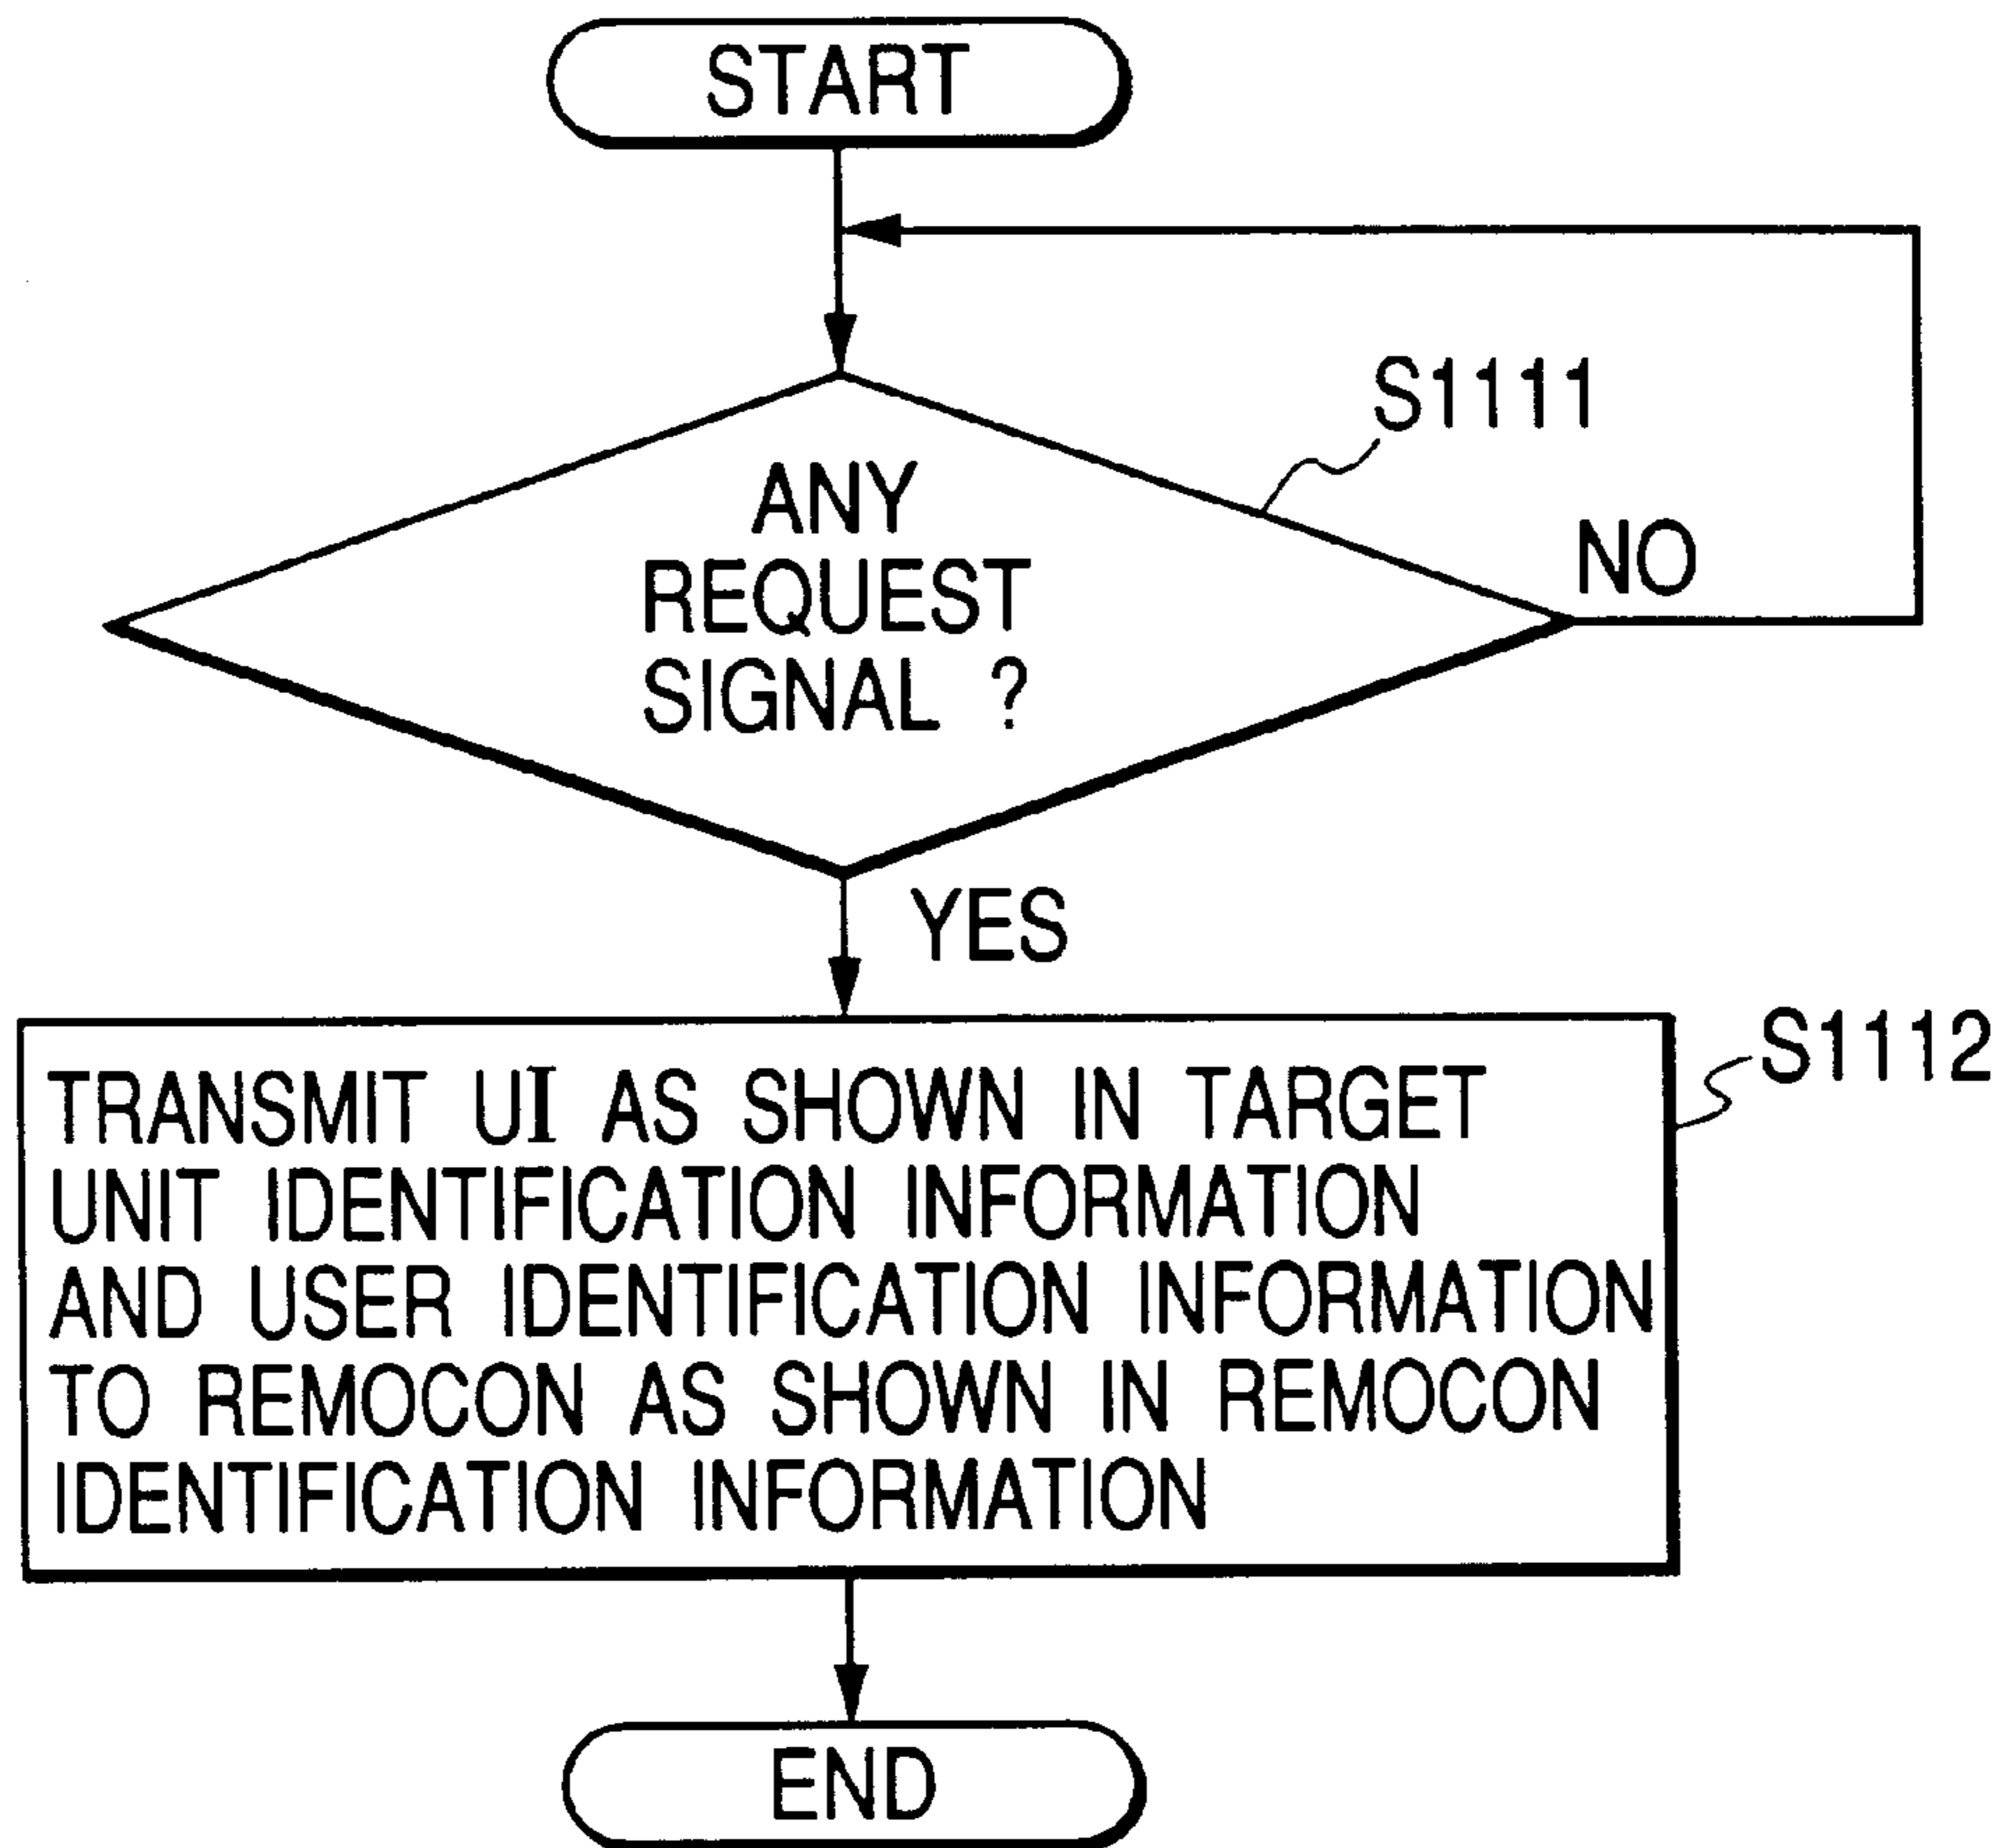 START
S1111
ANY
REQUEST
SIGNAL ?
NO
YES
S1112
TRANSMIT UI AS SHOWN IN TARGET
UNIT IDENTIFICATION INFORMATION
AND USER IDENTIFICATION INFORMATION
TO REMOCON AS SHOWN IN REMOCON
IDENTIFICATION INFORMATION
END